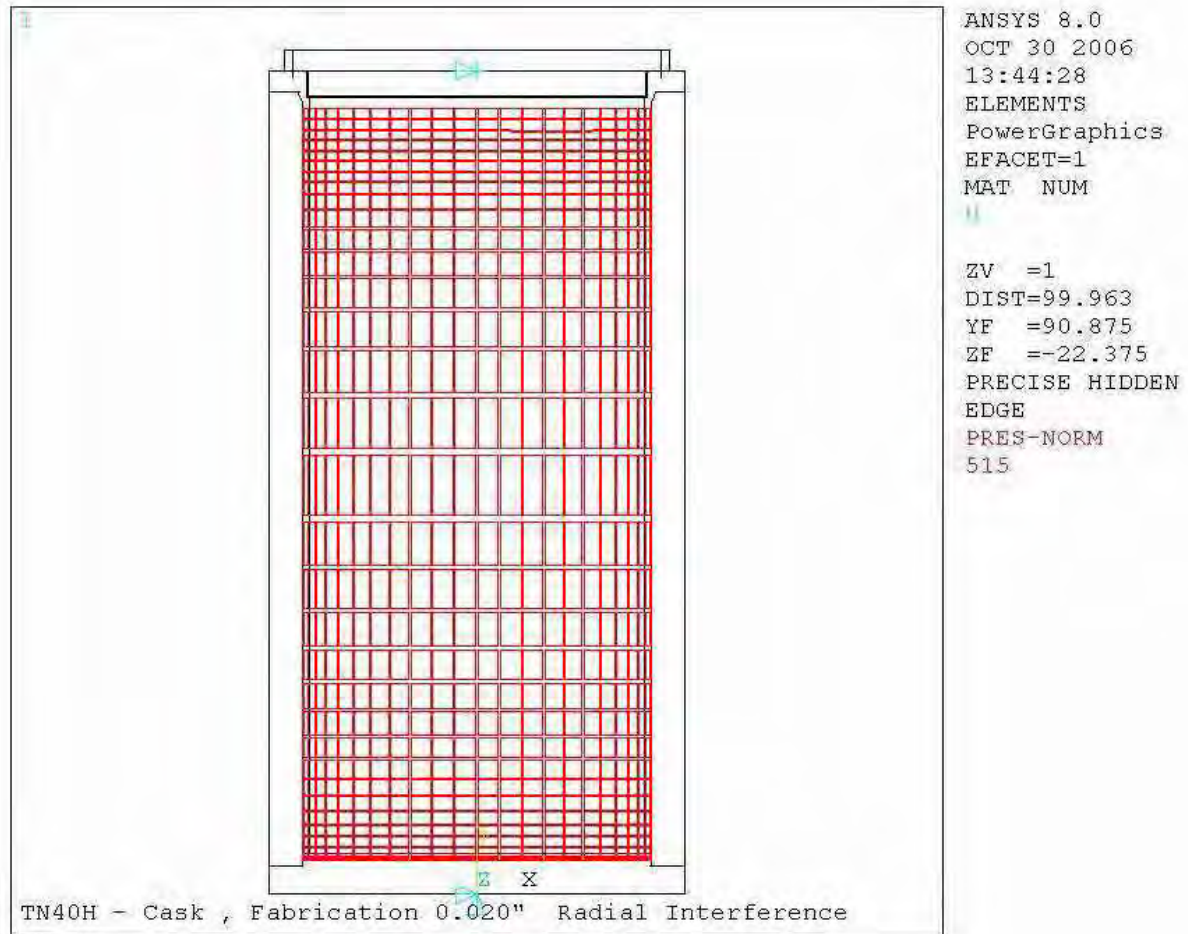 1
ANSYS 8.0
OCT 30 2006
13:44:28
ELEMENTS
PowerGraphics
EFACET=1
MAT NUM
U
ZV =1
DIST=99.963
YF =90.875
ZF =-22.375
PRECISE HIDDEN
EDGE
PRES-NORM
515
Z X
TN40H - Cask , Fabrication 0.020" Radial Interference